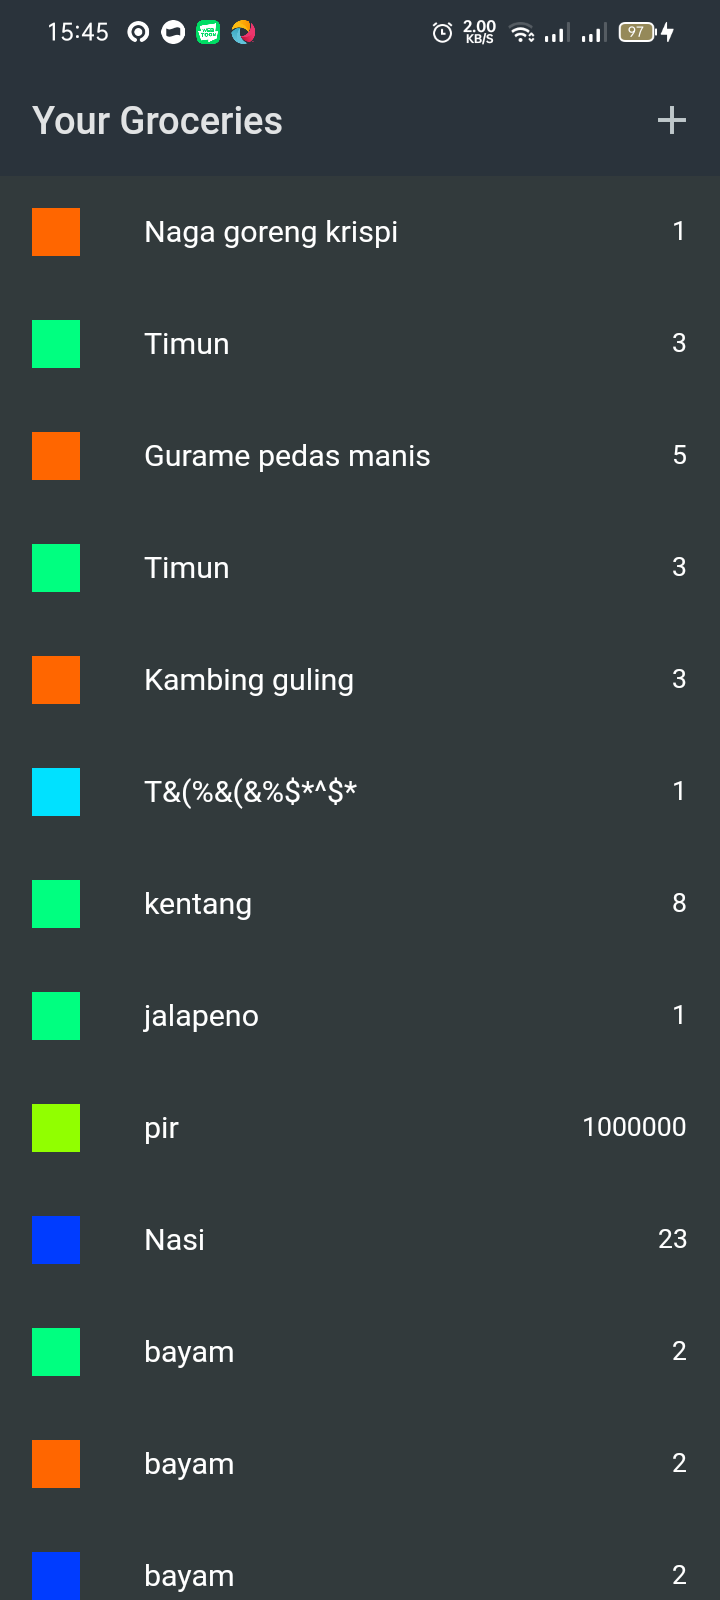 15:45 2.00 KB/S 97
Your Groceries
Naga goreng krispi 1
Timun 3
Gurame pedas manis 5
Timun 3
Kambing guling 3
T&(%&(&%$*^$* 1
kentang 8
jalapeno 1
pir 1000000
Nasi 23
bayam 2
bayam 2
bayam 2